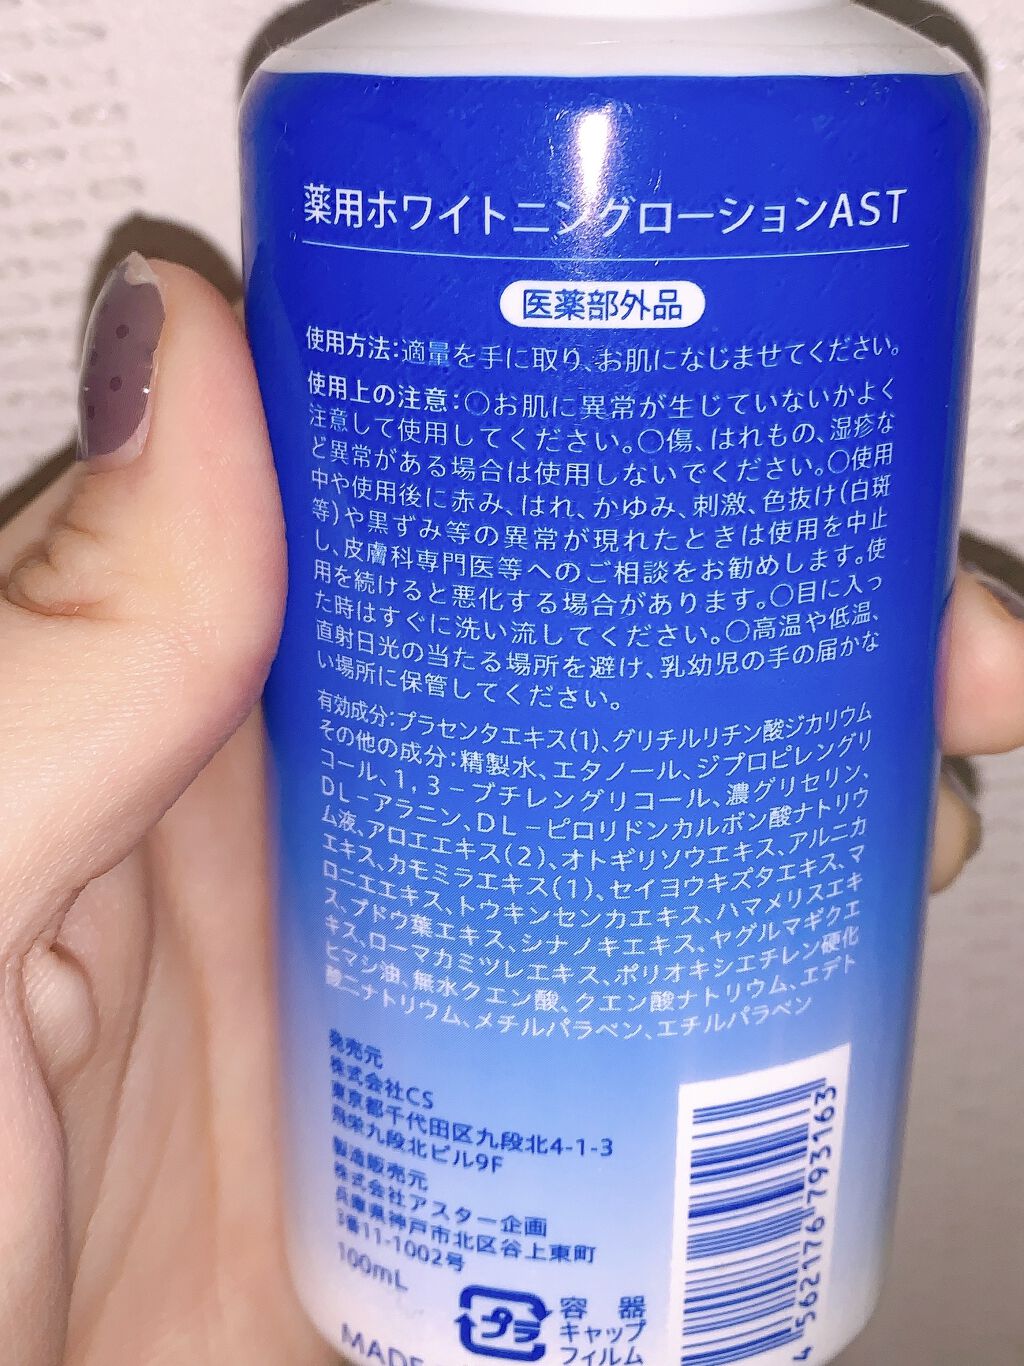 薬用ホワイトニングローションAST
医薬部外品
使用方法:適量を手に取り、お肌になじませてください。
使用上の注意:○お肌に異常が生じていないかよく
注意して使用してください。○傷、はれもの、湿疹な
ど異常がある場合は使用しないでください。○使用
中や使用後に赤み、はれ、かゆみ、刺激、色抜け(白斑
等)や黒ずみ等の異常が現れたときは使用を中止
し、皮膚科専門医等へのご相談をお勧めします。使
用を続けると悪化する場合があります。○目に入っ
た時はすぐに洗い流してください。○高温や低温、
直射日光の当たる場所を避け、乳幼児の手の届かな
い場所に保管してください。
有効成分:プラセンタエキス(1)、グリチルリチン酸ジカリウム
その他の成分:精製水、エタノール、ジプロピレングリ
コール、1,3-ブチレングリコール、濃グリセリン、
DL-アラニン、DL-ピロリドンカルボン酸ナトリウ
ム液、アロエエキス(2)、オトギリソウエキス、アルニカ
エキス、カモミラエキス(1)、セイヨウキズタエキス、マ
ロニエエキス、トウキンセンカエキス、ハマメリスエキ
ス、ブドウ葉エキス、シナノキエキス、ヤグルマギクエ
キス、ローマカミツレエキス、ポリオキシエチレン硬化
ヒマシ油、無水クエン酸、クエン酸ナトリウム、エデト
酸二ナトリウム、メチルパラベン、エチルパラベン
発売元
株式会社CS
東京都千代田区九段北4-1-3
飛栄九段北ビル9F
製造販売元
株式会社アスター企画
兵庫県神戸市北区谷上東町
3番11-1002号
100mL
プラ
容器
キャップ
フィルム
MADE
4562176793163